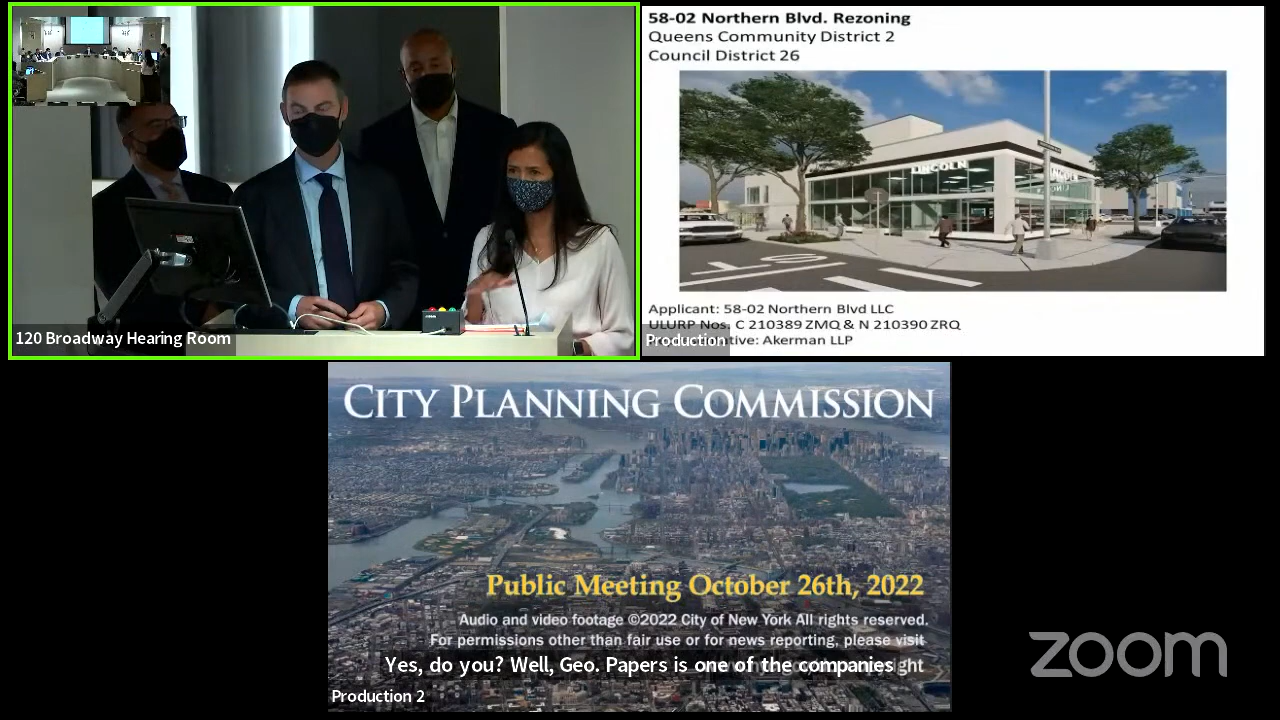 120 Broadway Hearing Room
58-02 Northern Blvd. Rezoning
Queens Community District 2
Council District 26
LINCOLN
LINCOLN
Applicant: 58-02 Northern Blvd LLC
ULURP Nos. C 210389 ZMQ & N 210390 ZRQ
tive: Akerman LLP
Production
CITY PLANNING COMMISSION
Public Meeting October 26th, 2022
Audio and video footage ©2022 City of New York All rights reserved.
For permissions other than fair use or for news reporting, please visit
Yes, do you? Well, Geo. Papers is one of the companies
ght
Production 2
zoom